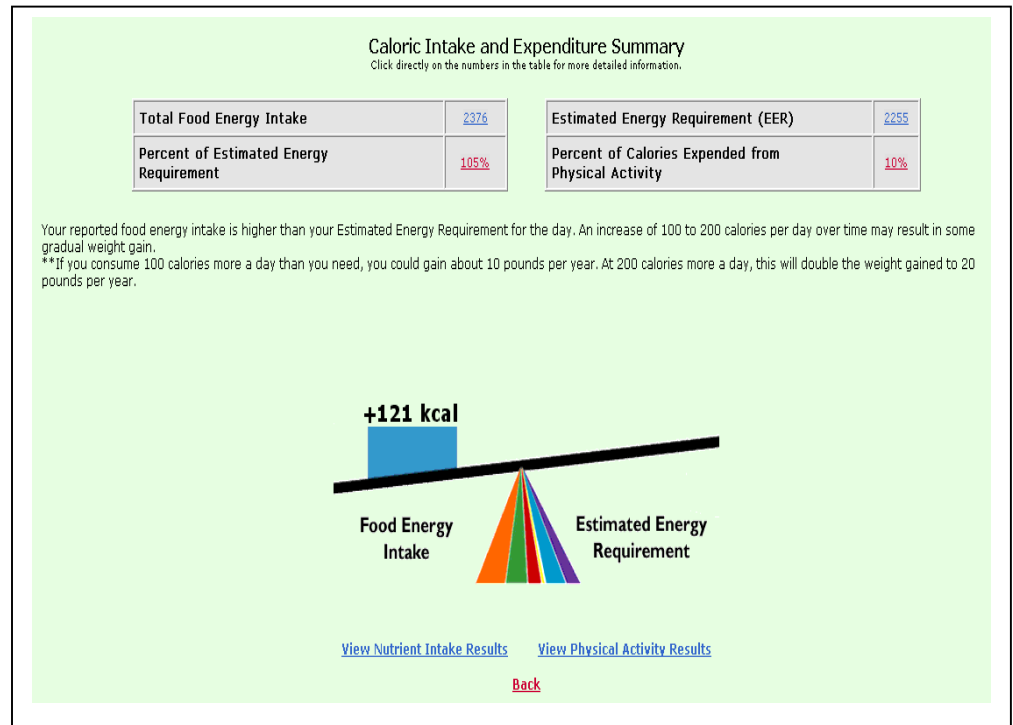 Caloric Intake and Expenditure Summary
Click directly on the numbers in the table for more detailed information.
Total Food Energy Intake 2376 Estimated Energy Requirement (EER) 2255
Percent of Estimated Energy
Requirement 105% Percent of Calories Expended from
Physical Activity 10%
Your reported food energy intake is higher than your Estimated Energy Requirement for the day. An increase of 100 to 200 calories per day over time may result in some
gradual weight gain.
**If you consume 100 calories more a day than you need, you could gain about 10 pounds per year. At 200 calories more a day, this will double the weight gained to 20
pounds per year.
+121 kcal
Food Energy
Intake
Estimated Energy
Requirement
View Nutrient Intake Results View Physical Activity Results
Back